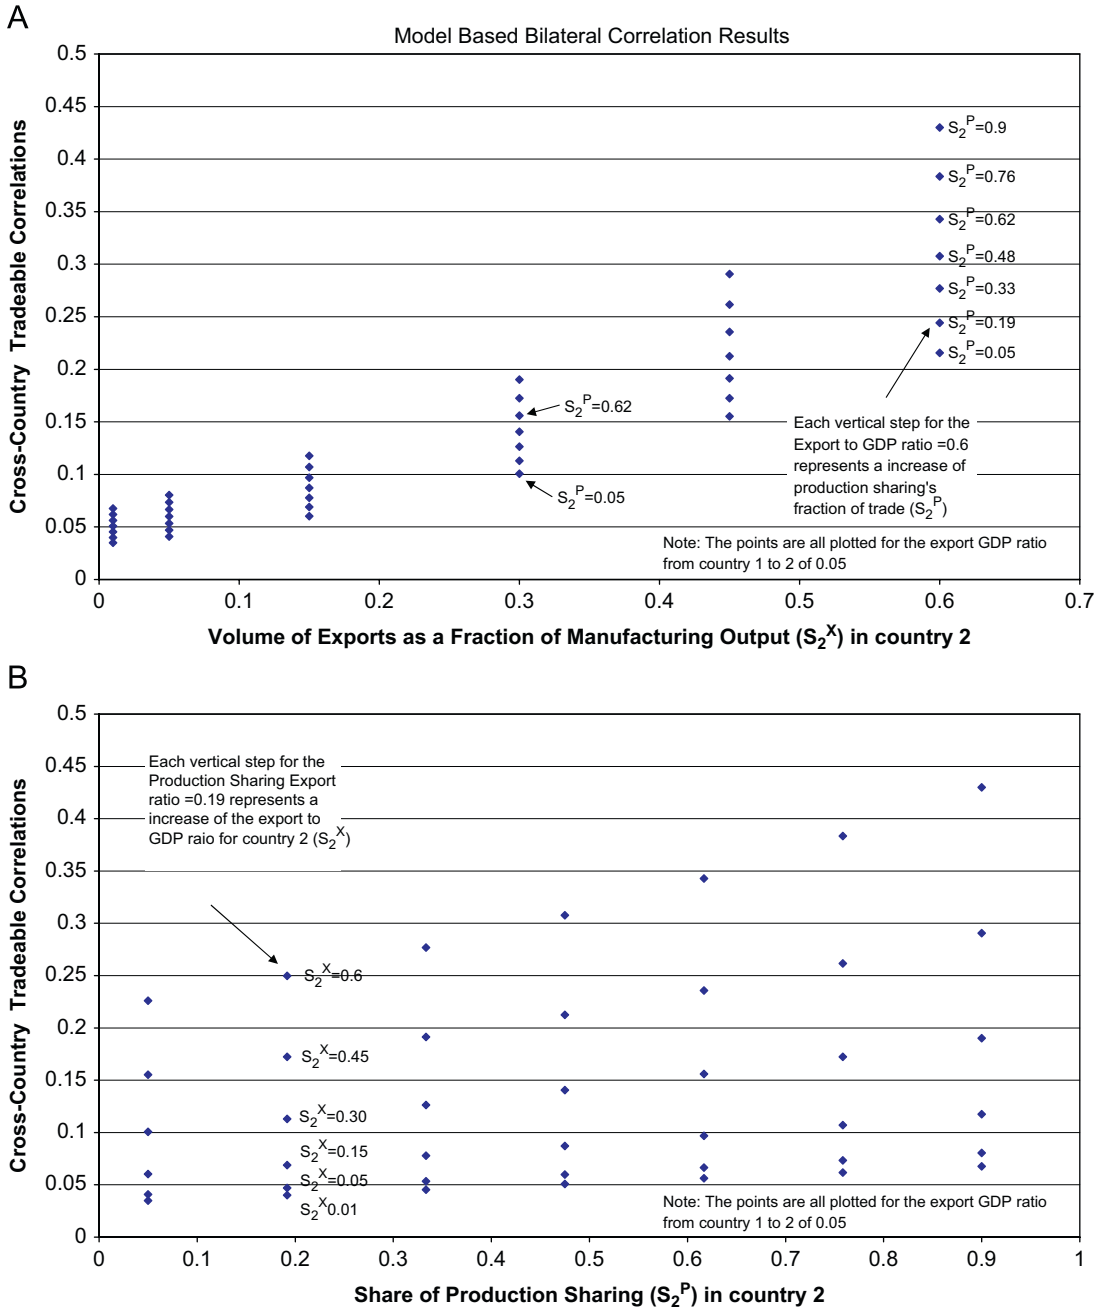 A
Model Based Bilateral Correlation Results
0.5
0.45
0.4
0.35
0.3
0.25
0.2
0.15
0.1
0.05
0
Cross-Country Tradeable Correlations
S2P=0.9
S2P=0.76
S2P=0.62
S2P=0.48
S2P=0.33
S2P=0.19
S2P=0.05
S2P=0.62
S2P=0.05
Each vertical step for the
Export to GDP ratio =0.6
represents a increase of
production sharing's
fraction of trade (S2P)
Note: The points are all plotted for the export GDP ratio
from country 1 to 2 of 0.05
0 0.1 0.2 0.3 0.4 0.5 0.6 0.7
Volume of Exports as a Fraction of Manufacturing Output (S2X) in country 2
B
0.5
0.45
0.4
0.35
0.3
0.25
0.2
0.15
0.1
0.05
0
Cross-Country Tradeable Correlations
Each vertical step for the
Production Sharing Export
ratio =0.19 represents a
increase of the export to
GDP raio for country 2 (S2X)
S2X=0.6
S2X=0.45
S2X=0.30
S2X=0.15
S2X=0.05
S2X0.01
Note: The points are all plotted for the export GDP ratio
from country 1 to 2 of 0.05
0 0.1 0.2 0.3 0.4 0.5 0.6 0.7 0.8 0.9 1
Share of Production Sharing (S2P) in country 2